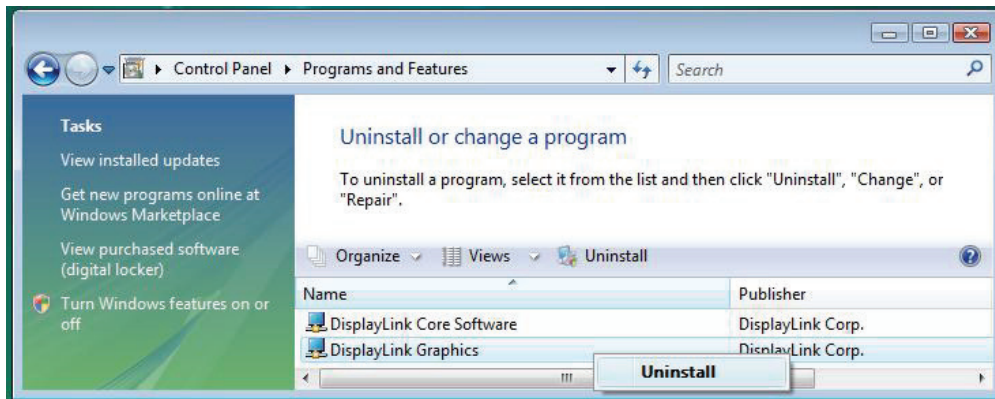 Control Panel Programs and Features Search
Tasks
View installed updates
Get new programs online at
Windows Marketplace
View purchased software
(digital locker)
Turn Windows features on or
off
Uninstall or change a program
To uninstall a program, select it from the list and then click "Uninstall", "Change", or
"Repair".
Organize Views Uninstall
Name Publisher
DisplayLink Core Software DisplayLink Corp.
DisplayLink Graphics DisplayLink Corp.
Uninstall